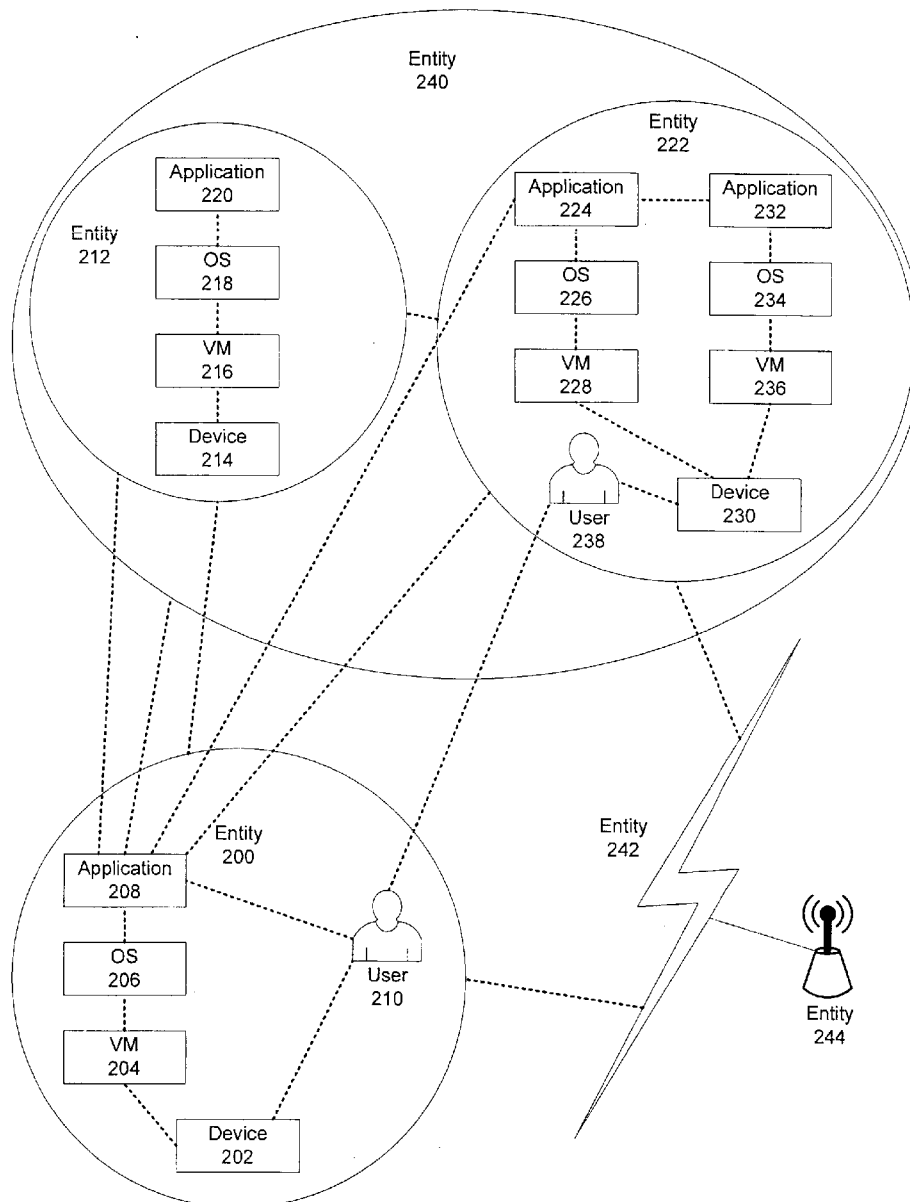 Entity
240
Entity
222
Application
220
Application
224
Application
232
Entity
212
OS
218
OS
226
OS
234
VM
216
VM
228
VM
236
Device
214
User
238
Device
230
Entity
200
Entity
242
Application
208
User
210
OS
206
VM
204
Device
202
Entity
244